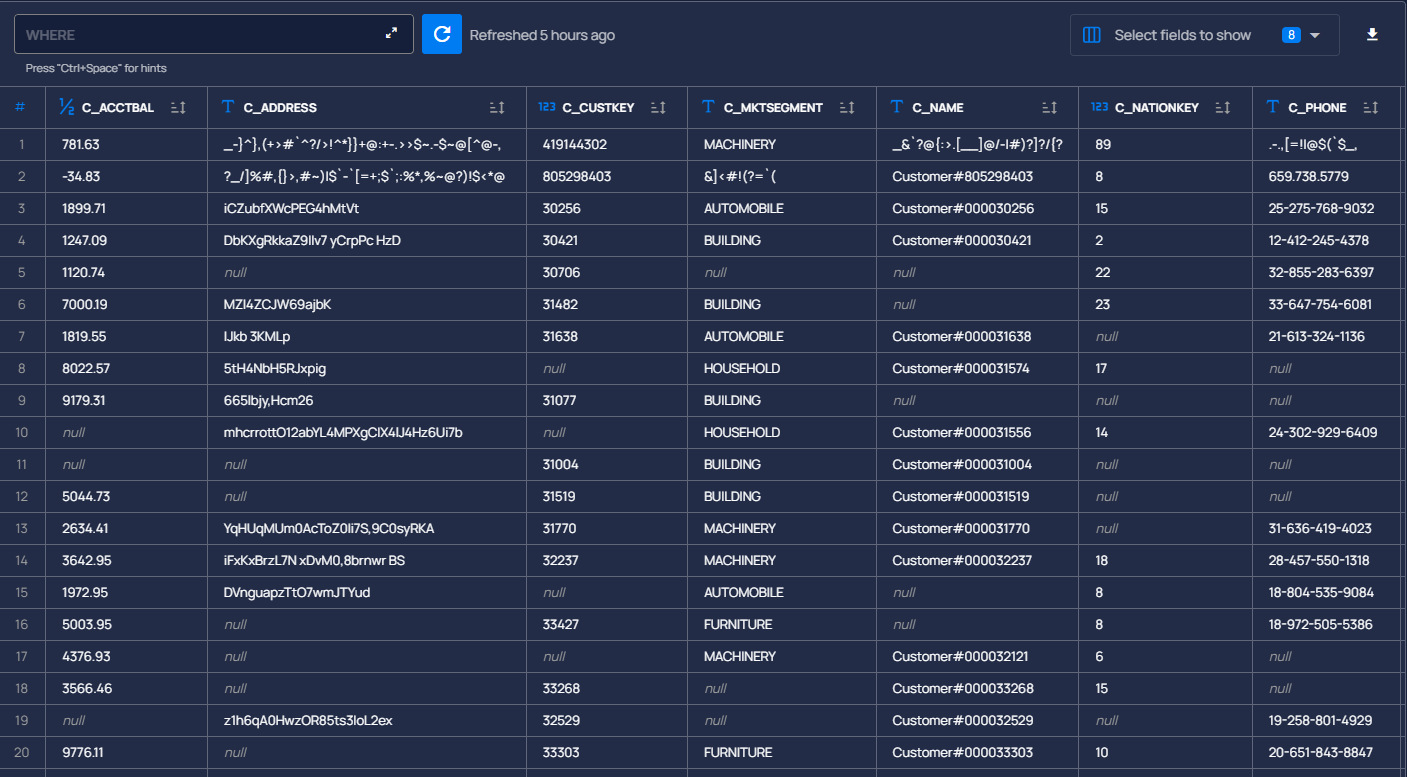 WHERE
Refreshed 5 hours ago
Select fields to show 8
Press "Ctrl+Space" for hints
# ½ C_ACCTBAL T C_ADDRESS 123 C_CUSTKEY T C_MKTSEGMENT T C_NAME 123 C_NATIONKEY T C_PHONE
1 781.63 _-}^},(+>#`^?/>!^*}}+@:+-.>>$~.-$~@[^@-, 419144302 MACHINERY _&`?@{:>.[__]@/-!#)?]?/{? 89 .-.,[=!|@$(`$_,
2 -34.83 ?_/]%#,{]>,#~)|$`-`[=+;$`;:%*,%~@?)!$<*@ 805298403 &]<#!(?=`( Customer#805298403 8 659.738.5779
3 1899.71 iCZubfXWcPEG4hMtVt 30256 AUTOMOBILE Customer#000030256 15 25-275-768-9032
4 1247.09 DbKXgRkkaZ9Ilv7 yCrpPc HzD 30421 BUILDING Customer#000030421 2 12-412-245-4378
5 1120.74 null 30706 null null 22 32-855-283-6397
6 7000.19 MZI4ZCJW69ajbK 31482 BUILDING null 23 33-647-754-6081
7 1819.55 IJkb 3KMLp 31638 AUTOMOBILE Customer#000031638 null 21-613-324-1136
8 8022.57 5tH4NbH5RJxpig null HOUSEHOLD Customer#000031574 17 null
9 9179.31 665lbjy,Hcm26 31077 BUILDING null null null
10 null mhcrrottO12abYL4MPXgClX4IJ4Hz6Ui7b null HOUSEHOLD Customer#000031556 14 24-302-929-6409
11 null null 31004 BUILDING Customer#000031004 null null
12 5044.73 null 31519 BUILDING Customer#000031519 null null
13 2634.41 YqHUqMUm0AcToZ0li7S,9C0syRKA 31770 MACHINERY Customer#000031770 null 31-636-419-4023
14 3642.95 iFxKxBrzL7N xDvM0,8brnwr BS 32237 MACHINERY Customer#000032237 18 28-457-550-1318
15 1972.95 DVnguapzTtO7wmJTYud null AUTOMOBILE null 8 18-804-535-9084
16 5003.95 null 33427 FURNITURE null 8 18-972-505-5386
17 4376.93 null null MACHINERY Customer#000032121 6 null
18 3566.46 null 33268 null Customer#000033268 15 null
19 null z1h6qA0HwzOR85ts3IoL2ex 32529 null Customer#000032529 null 19-258-801-4929
20 9776.11 null 33303 FURNITURE Customer#000033303 10 20-651-843-8847